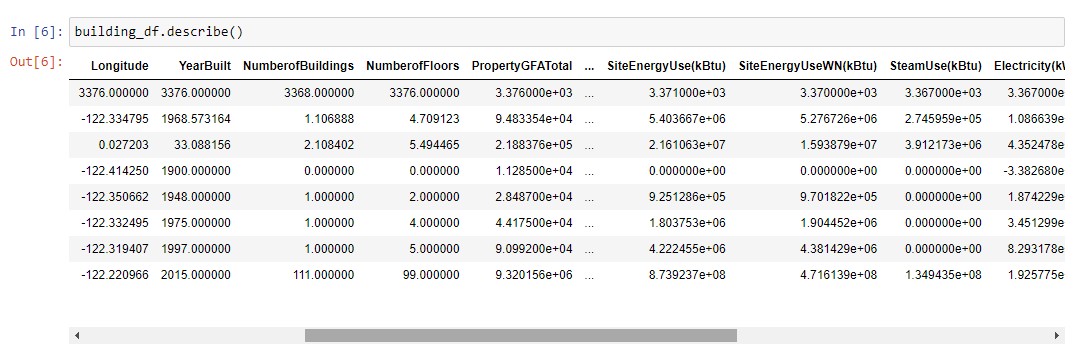 In [6]: building_df.describe()
Out[6]:
Longitude YearBuilt NumberofBuildings NumberofFloors PropertyGFATotal ... SiteEnergyUse(kBtu) SiteEnergyUseWN(kBtu) SteamUse(kBtu) Electricity(k
3376.000000 3376.000000 3368.000000 3376.000000 3.376000e+03 ... 3.371000e+03 3.370000e+03 3.367000e+03 3.367000e
-122.334795 1968.573164 1.106888 4.709123 9.483354e+04 ... 5.403667e+06 5.276726e+06 2.745959e+05 1.086639e
0.027203 33.088156 2.108402 5.494465 2.188376e+05 ... 2.161063e+07 1.593879e+07 3.912173e+06 4.352478e
-122.414250 1900.000000 0.000000 0.000000 1.128500e+04 ... 0.000000e+00 0.000000e+00 0.000000e+00 -3.382680e
-122.350662 1948.000000 1.000000 2.000000 2.848700e+04 ... 9.251286e+05 9.701822e+05 0.000000e+00 1.874229e
-122.332495 1975.000000 1.000000 4.000000 4.417500e+04 ... 1.803753e+06 1.904452e+06 0.000000e+00 3.451299e
-122.319407 1997.000000 1.000000 5.000000 9.099200e+04 ... 4.222455e+06 4.381429e+06 0.000000e+00 8.293178e
-122.220966 2015.000000 111.000000 99.000000 9.320156e+06 ... 8.739237e+08 4.716139e+08 1.349435e+08 1.925775e